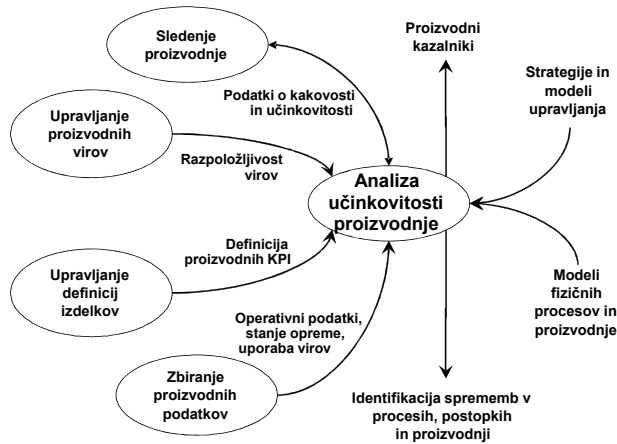 Sledenje
proizvodnje
Proizvodni
kazalniki
Strategije in
modeli
upravljanja
Podatki o kakovosti
in učinkovitosti
Upravljanje
proizvodnih
virov
Razpoložljivost
virov
Analiza
učinkovitosti
proizvodnje
Upravljanje
definicij
izdelkov
Definicija
proizvodnih KPI
Modeli
fizičnih
procesov in
proizvodnje
Operativni podatki,
stanje opreme,
uporaba virov
Zbiranje
proizvodnih
podatkov
Identifikacija sprememb v
procesih, postopkih
in proizvodnji